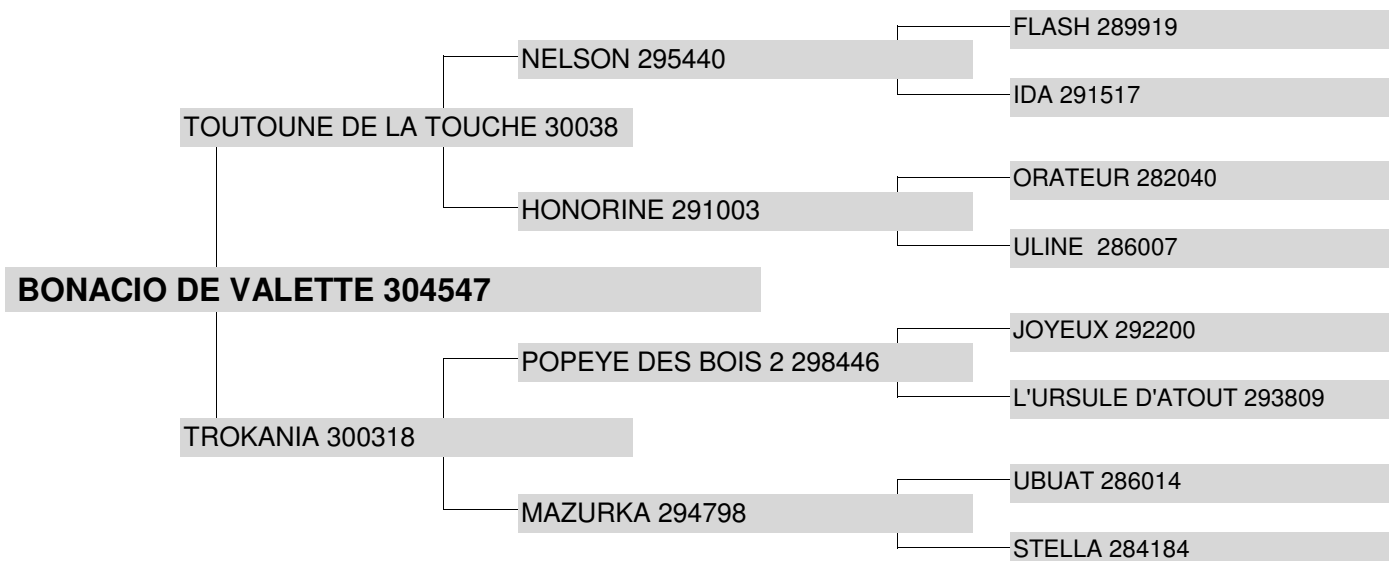 FLASH 289919
NELSON 295440
IDA 291517
TOUTOUNE DE LA TOUCHE 30038
ORATEUR 282040
HONORINE 291003
ULINE 286007
BONACIO DE VALETTE 304547
JOYEUX 292200
POPEYE DES BOIS 2 298446
L'URSULE D'ATOUT 293809
TROKANIA 300318
UBUAT 286014
MAZURKA 294798
STELLA 284184